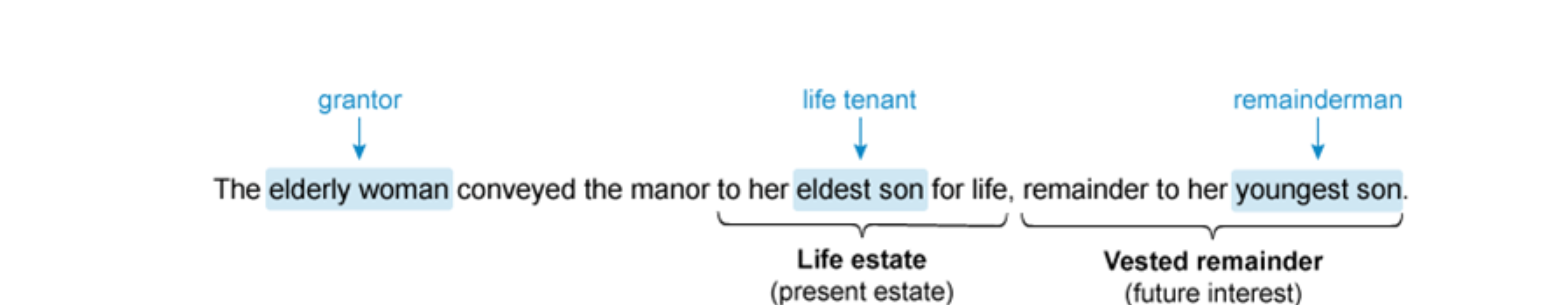 grantor life tenant remainderman
The elderly woman conveyed the manor to her eldest son for life, remainder to her youngest son.
Life estate Vested remainder
(present estate) (future interest)